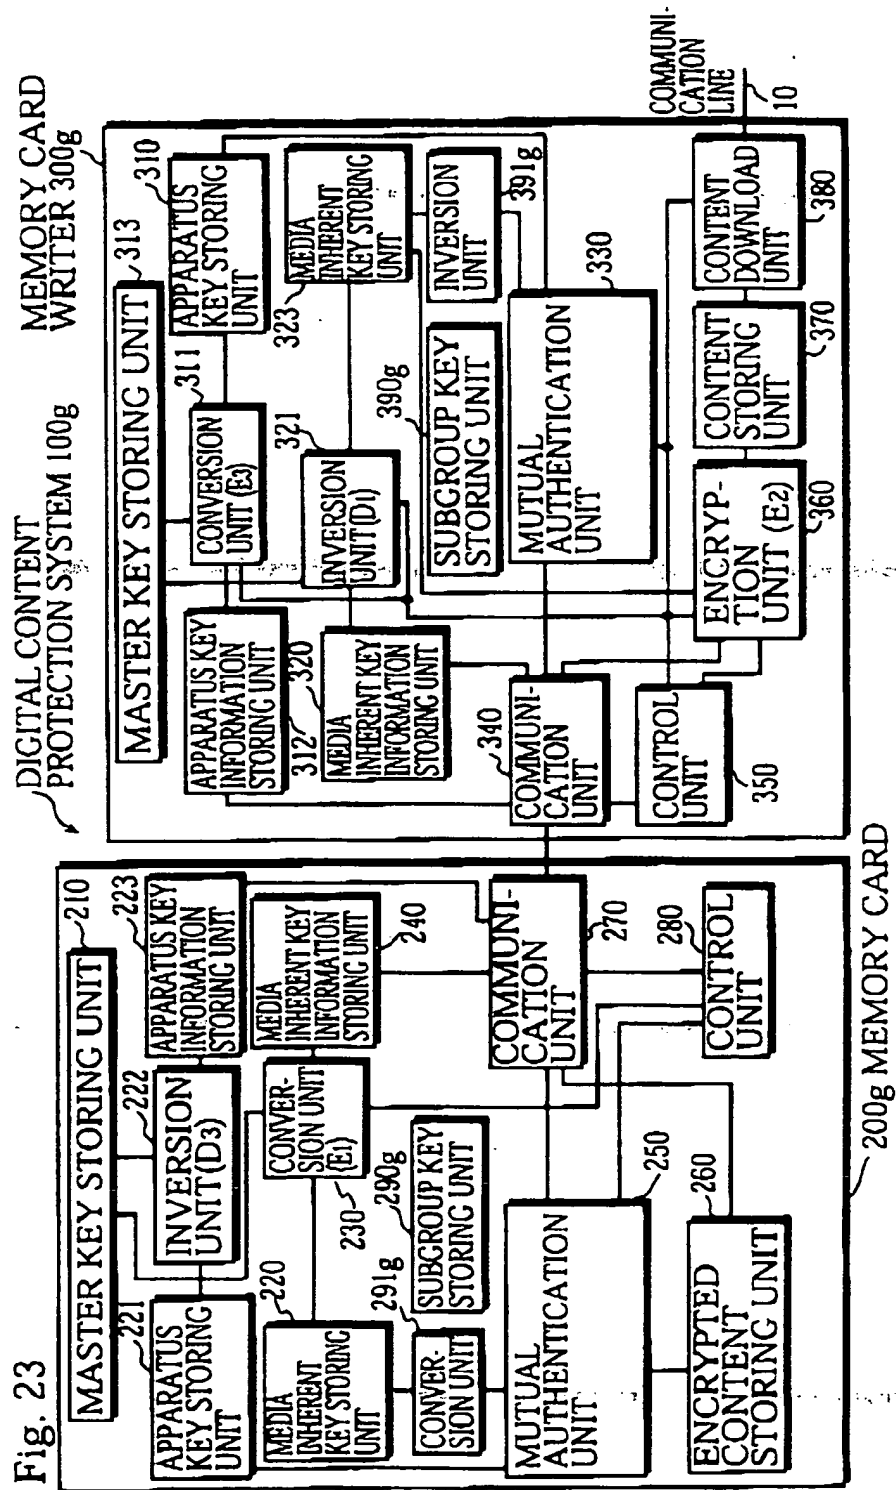 Fig. 23
DIGITAL CONTENT
PROTECTION SYSTEM 100g
MEMORY CARD
WRITER 300g
200g MEMORY CARD
MASTER KEY STORING UNIT
210
221
APPARATUS
KEY STORING
UNIT
222
INVERSION
UNIT(D3)
223
APPARATUS KEY
INFORMATION
STORING UNIT
220
MEDIA
INHERENT
KEY STORING
UNIT
CONVER-
SION UNIT
(E1)
230
MEDIA
INHERENT KEY
INFORMATION
STORING UNIT
240
291g
CONVER-
SION UNIT
290g
SUBGROUP KEY
STORING UNIT
MUTUAL
AUTHENTICATION
UNIT
250
COMMUNI-
CATION
UNIT
270
ENCRYPTED
CONTENT
STORING UNIT
260
280
CONTROL
UNIT
MASTER KEY STORING UNIT
313
APPARATUS KEY
INFORMATION
STORING UNIT
312
311
CONVERSION
UNIT (E3)
APPARATUS
KEY STORING
UNIT
310
320
MEDIA
INHERENT KEY
INFORMATION
STORING UNIT
321
INVERSION
UNIT(D1)
323
MEDIA
INHERENT
KEY STORING
UNIT
390g
SUBGROUP KEY
STORING UNIT
INVERSION
UNIT
391g
340
COMMUNI-
CATION
UNIT
MUTUAL
AUTHENTICATION
UNIT
330
CONTROL
UNIT
350
ENCRYP-
TION
UNIT (E2)
360
CONTENT
STORING
UNIT
370
CONTENT
DOWNLOAD
UNIT
380
COMMUNI-
CATION
LINE
10